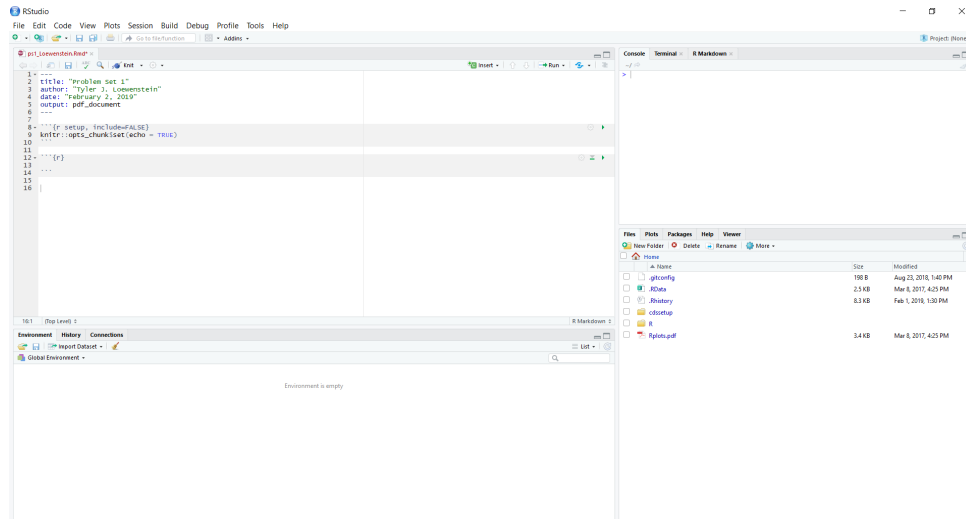 RStudio
File Edit Code View Plots Session Build Debug Profile Tools Help
Go to file/function Addins
Project: (None
ps1_Loewenstein.Rmd*
Knit Insert Run
1 ---
2 title: "Problem Set 1"
3 author: "Tyler J. Loewenstein"
4 date: "February 2, 2019"
5 output: pdf_document
6 ---
7
8 ```{r setup, include=FALSE}
9 knitr::opts_chunk$set(echo = TRUE)
10 ```
11
12 ```{r}
13
14 ```
15
16
16:1 (Top Level) R Markdown
Environment History Connections
Import Dataset List
Global Environment
Environment is empty
Console Terminal R Markdown
~/
>
Files Plots Packages Help Viewer
New Folder Delete Rename More
Home
Name Size Modified
.gitconfig 198 B Aug 23, 2018, 1:40 PM
.RData 2.5 KB Mar 8, 2017, 4:25 PM
.Rhistory 8.3 KB Feb 1, 2019, 1:30 PM
cdssetup
R
Rplots.pdf 3.4 KB Mar 8, 2017, 4:25 PM